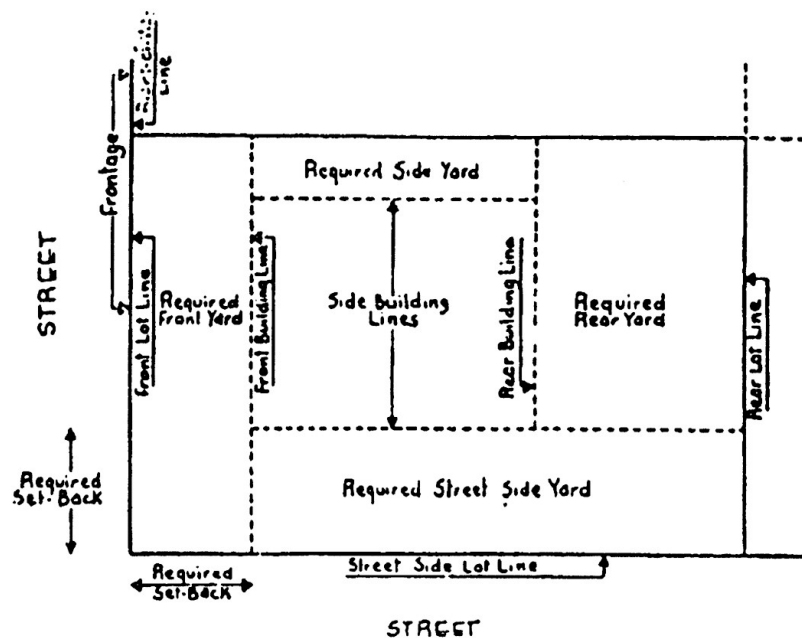 Line
Frontage
Required Side Yard
STREET
Front Lot Line
Required
Front Yard
Front Building Line
Side Building
Lines
Rear Building Line
Required
Rear Yard
Rear Lot Line
Required
Set-Back
Required Street Side Yard
Required
Set-Back
Street Side Lot Line
STREET